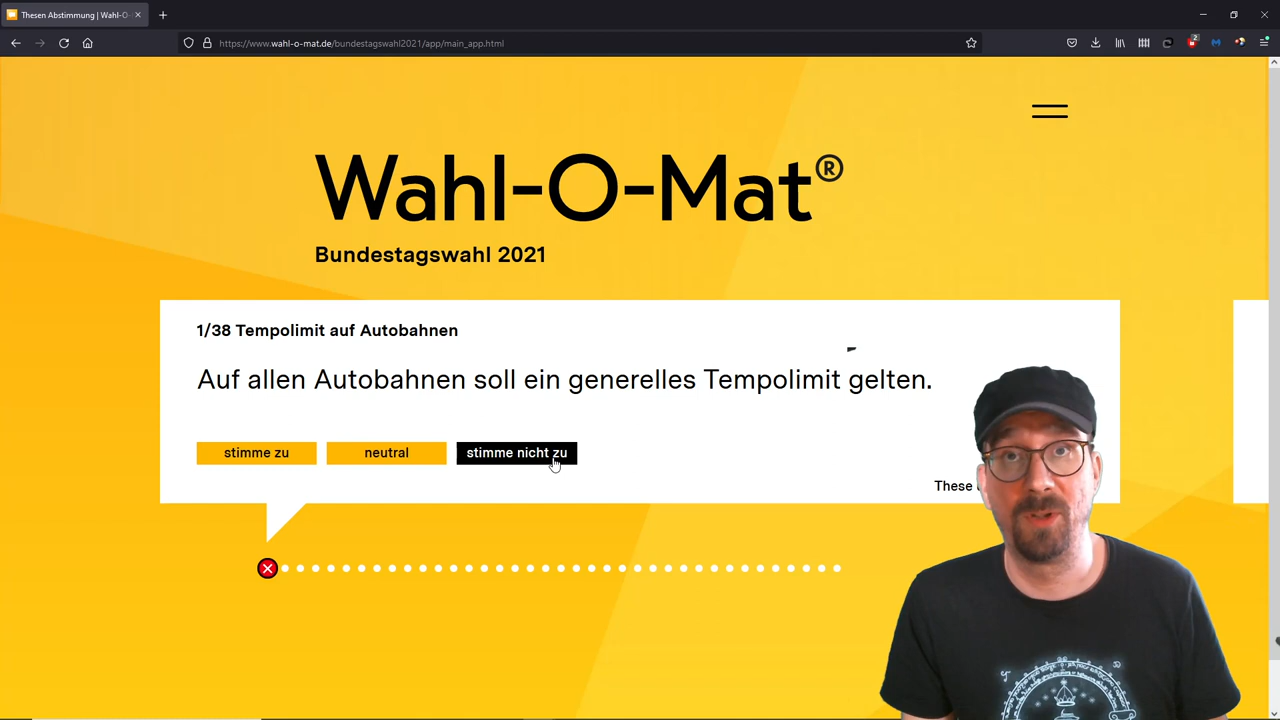 Thesen Abstimmung | Wahl-O-
https://www.wahl-o-mat.de/bundestagswahl2021/app/main_app.html
2
Wahl-O-Mat®
Bundestagswahl 2021
1/38 Tempolimit auf Autobahnen
Auf allen Autobahnen soll ein generelles Tempolimit gelten.
stimme zu
neutral
stimme nicht zu
These